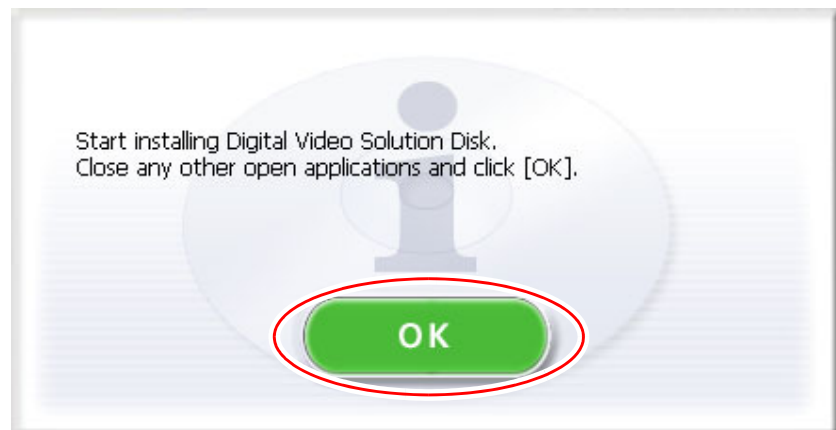 Start installing Digital Video Solution Disk.
Close any other open applications and click [OK].
OK